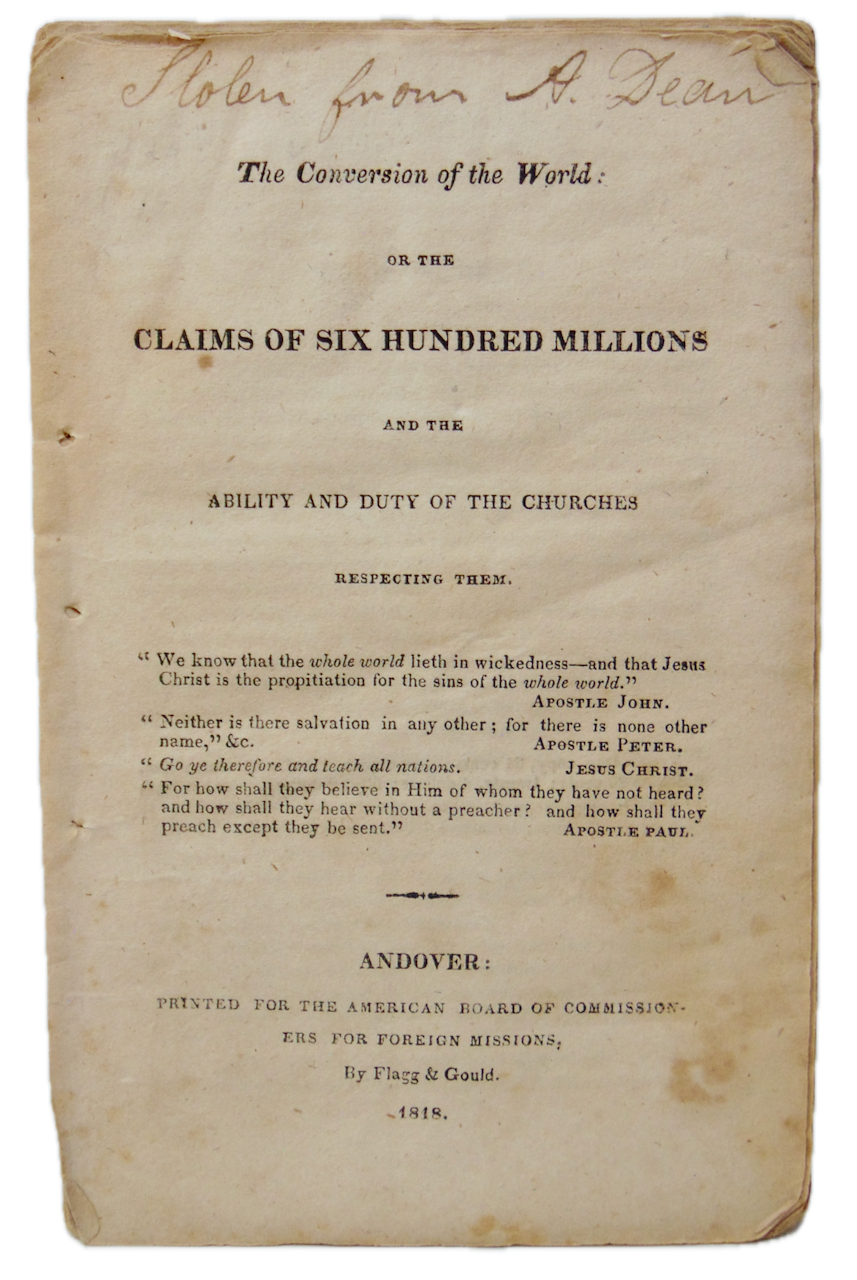 Stolen from A. Dean
The Conversion of the World:
OR THE
CLAIMS OF SIX HUNDRED MILLIONS
AND THE
ABILITY AND DUTY OF THE CHURCHES
RESPECTING THEM.
“ We know that the whole world lieth in wickedness—and that Jesus
Christ is the propitiation for the sins of the whole world.”
APOSTLE JOHN.
“ Neither is there salvation in any other ; for there is none other
name,” &c. APOSTLE PETER.
“ Go ye therefore and teach all nations. JESUS CHRIST.
“ For how shall they believe in Him of whom they have not heard ?
and how shall they hear without a preacher ? and how shall they
preach except they be sent.” APOSTLE PAUL.
ANDOVER :
PRINTED FOR THE AMERICAN BOARD OF COMMISSION-
ERS FOR FOREIGN MISSIONS,
By Flagg & Gould.
1818.